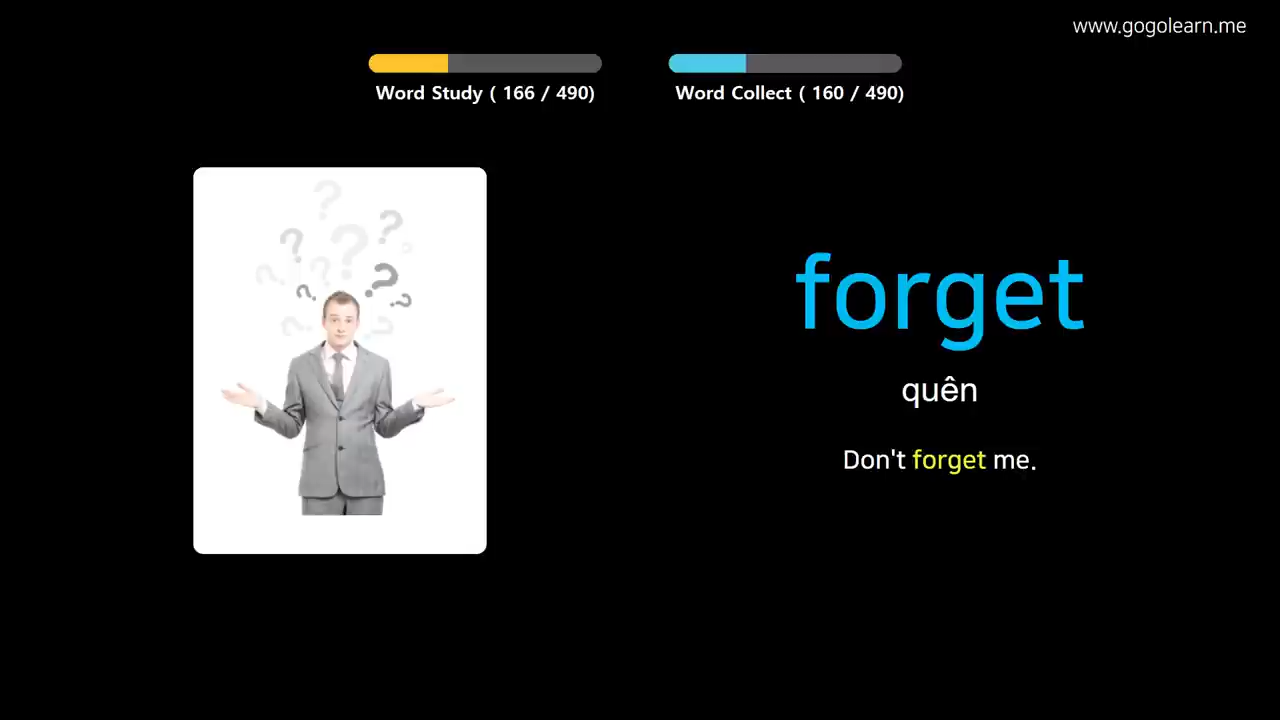 www.gogolearn.me
Word Study ( 166 / 490)
Word Collect ( 160 / 490)
forget
quên
Don't forget me.